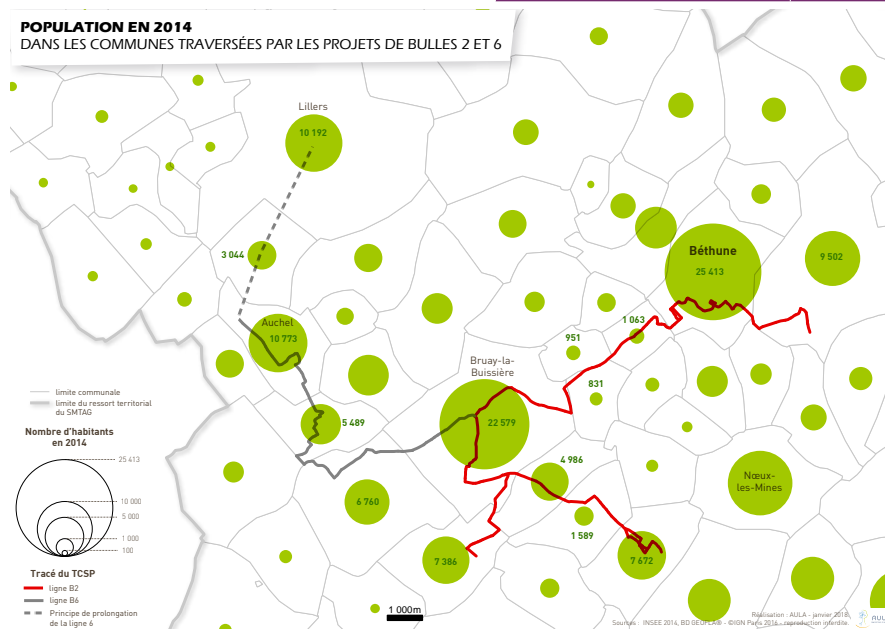 POPULATION EN 2014
DANS LES COMMUNES TRAVERSÉES PAR LES PROJETS DE BULLES 2 ET 6
Lillers
10 192
3 044
Béthune
25 413
9 502
Auchel
10 773
1 063
951
Bruay-la-
Buissière
831
22 579
5 489
4 986
Nœux-
les-Mines
6 760
1 589
7 386
7 672
limite communale
limite du ressort territorial
du SMTAG
Nombre d'habitants
en 2014
25 413
10 000
5 000
1 000
100
Tracé du TCSP
ligne B2
ligne B6
Principe de prolongation
de la ligne 6
1 000m
Réalisation : AULA - janvier 2018
Sources : INSEE 2014, BD GEOFLA® - ©IGN Paris 2016 - reproduction interdite.